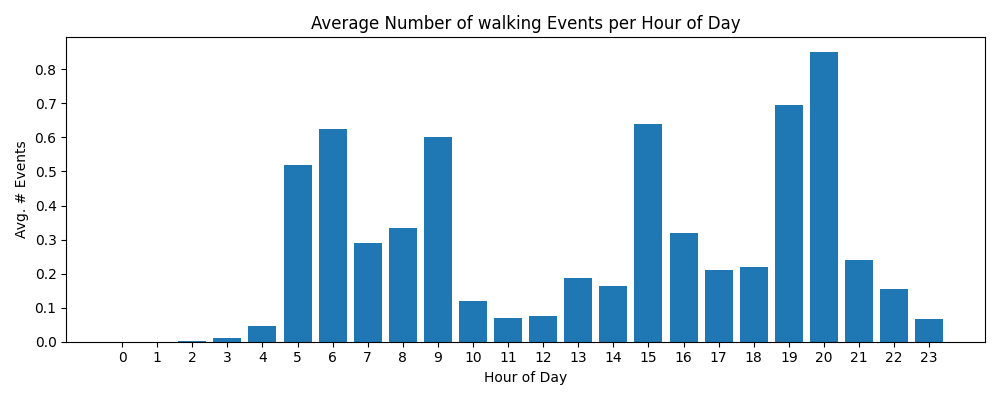 Average Number of walking Events per Hour of Day
Avg. # Events
0.8
0.7
0.6
0.5
0.4
0.3
0.2
0.1
0.0
0 1 2 3 4 5 6 7 8 9 10 11 12 13 14 15 16 17 18 19 20 21 22 23
Hour of Day